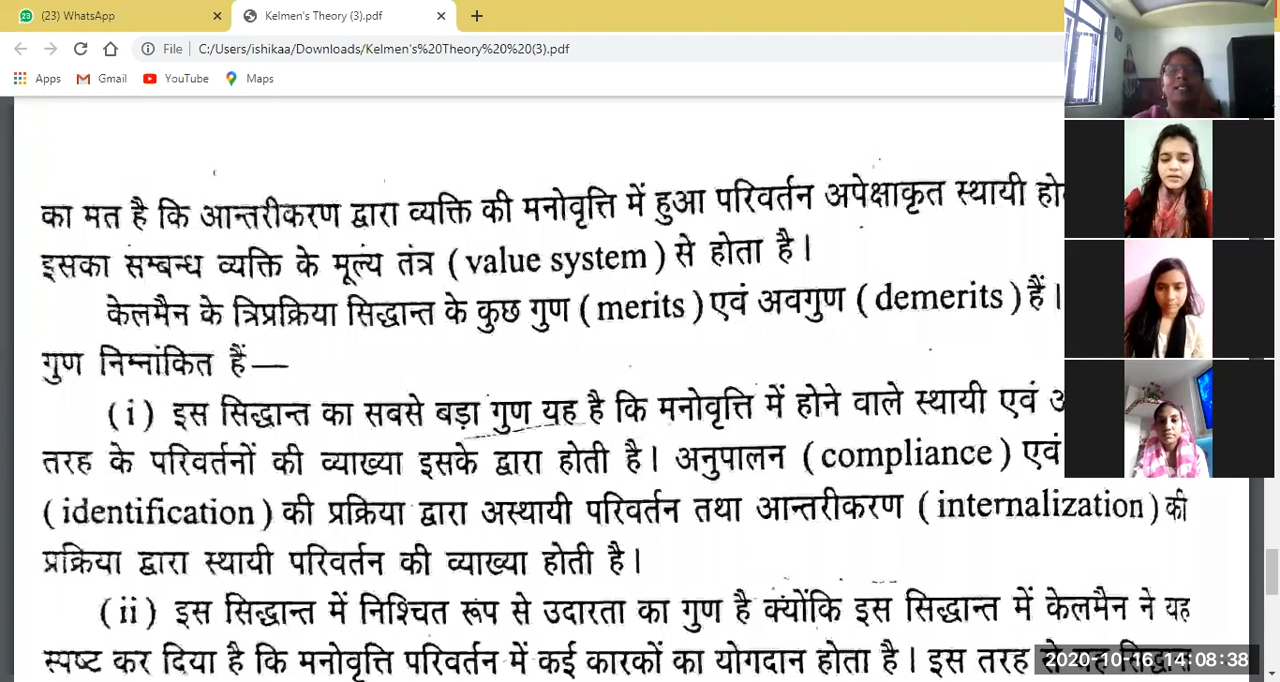 (23) WhatsApp
Kelmen's Theory (3).pdf
File C:/Users/ishikaa/Downloads/Kelmen's%20Theory%20%20(3).pdf
Apps Gmail YouTube Maps
का मत है कि आन्तरीकरण द्वारा व्यक्ति की मनोवृत्ति में हुआ परिवर्तन अपेक्षाकृत स्थायी
इसका सम्बन्ध व्यक्ति के मूल्य तंत्र (value system) से होता है।
केलमैन के त्रिप्रक्रिया सिद्धान्त के कुछ गुण (merits) एवं अवगुण (demerits) हैं।
गुण निम्नांकित हैं—
(i) इस सिद्धान्त का सबसे बड़ा गुण यह है कि मनोवृत्ति में होने वाले स्थायी एवं
तरह के परिवर्तनों की व्याख्या इसके द्वारा होती है। अनुपालन (compliance) एवं
(identification) की प्रक्रिया द्वारा अस्थायी परिवर्तन तथा आन्तरीकरण (internalization) की
प्रक्रिया द्वारा स्थायी परिवर्तन की व्याख्या होती है।
(ii) इस सिद्धान्त में निश्चित रूप से उदारता का गुण है क्योंकि इस सिद्धान्त में केलमैन ने यह
स्पष्ट कर दिया है कि मनोवृत्ति परिवर्तन में कई कारकों का योगदान होता है। इस तरह से यह सिद्धान्त
2020-10-16 14:08:38